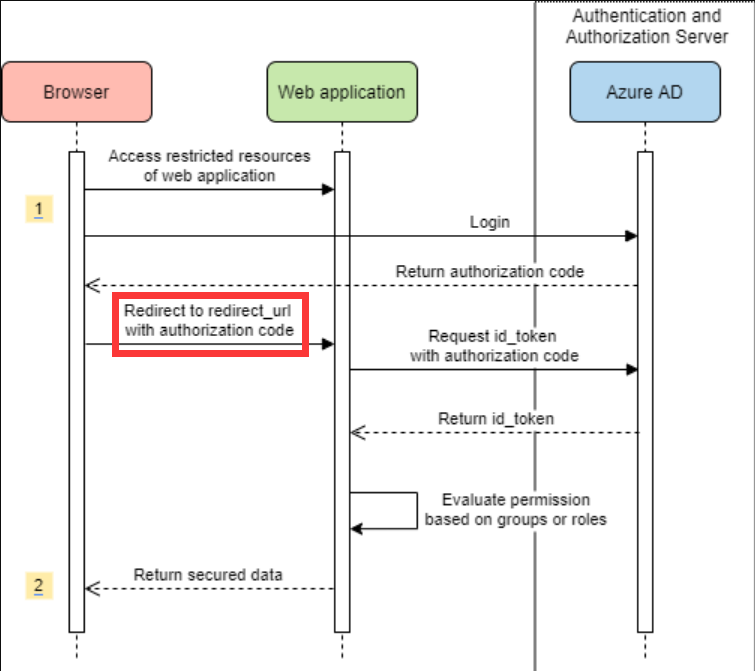 Authentication and
Authorization Server
Browser
Web application
Azure AD
Access restricted resources
of web application
1
Login
Return authorization code
Redirect to redirect_url
with authorization code
Request id_token
with authorization code
Return id_token
Evaluate permission
based on groups or roles
Return secured data
2